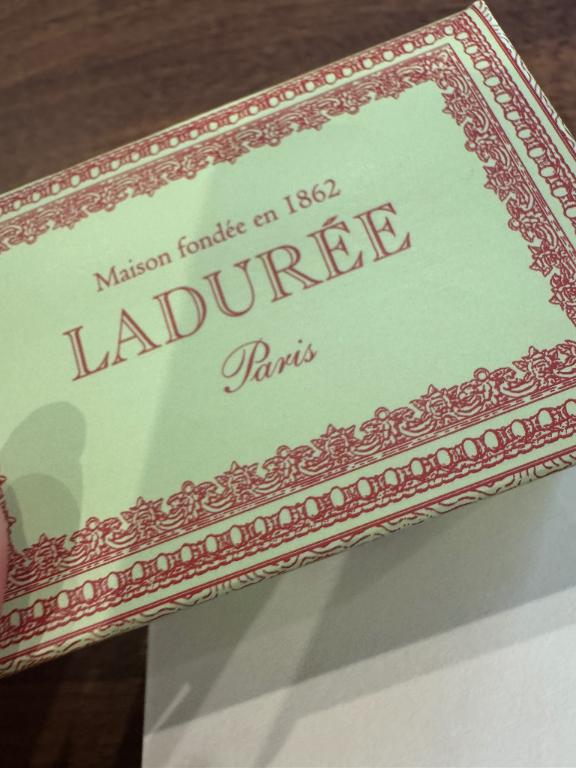 Maison fondée en 1862
LADURÉE
Paris